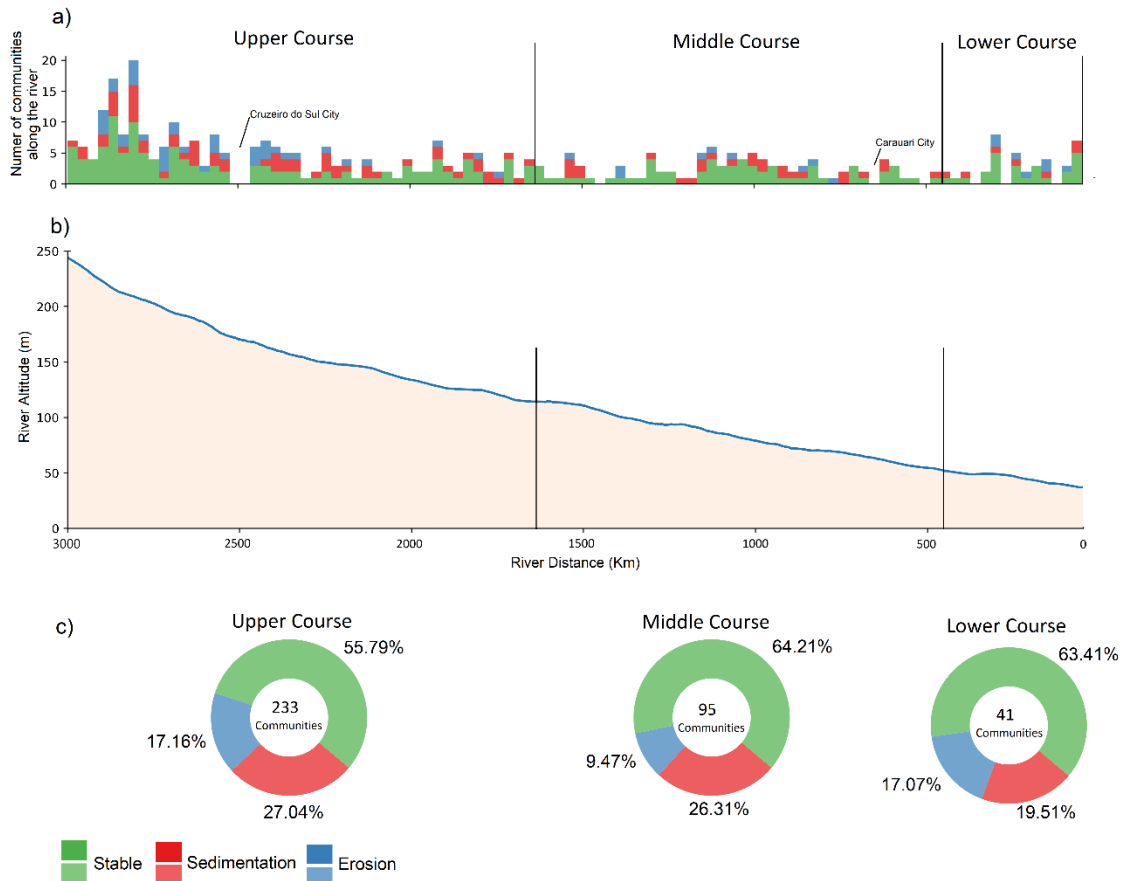 a)
Upper Course
Middle Course
Lower Course
Numer of communities
along the river
20
15
10
5
0
Cruzeiro do Sul City
Carauari City
b)
River Altitude (m)
250
200
150
100
50
0
3000
2500
2000
1500
1000
500
0
River Distance (Km)
c)
Upper Course
55.79%
233
Communities
17.16%
27.04%
Middle Course
64.21%
95
Communities
9.47%
26.31%
Lower Course
63.41%
41
Communities
17.07%
19.51%
Stable
Sedimentation
Erosion